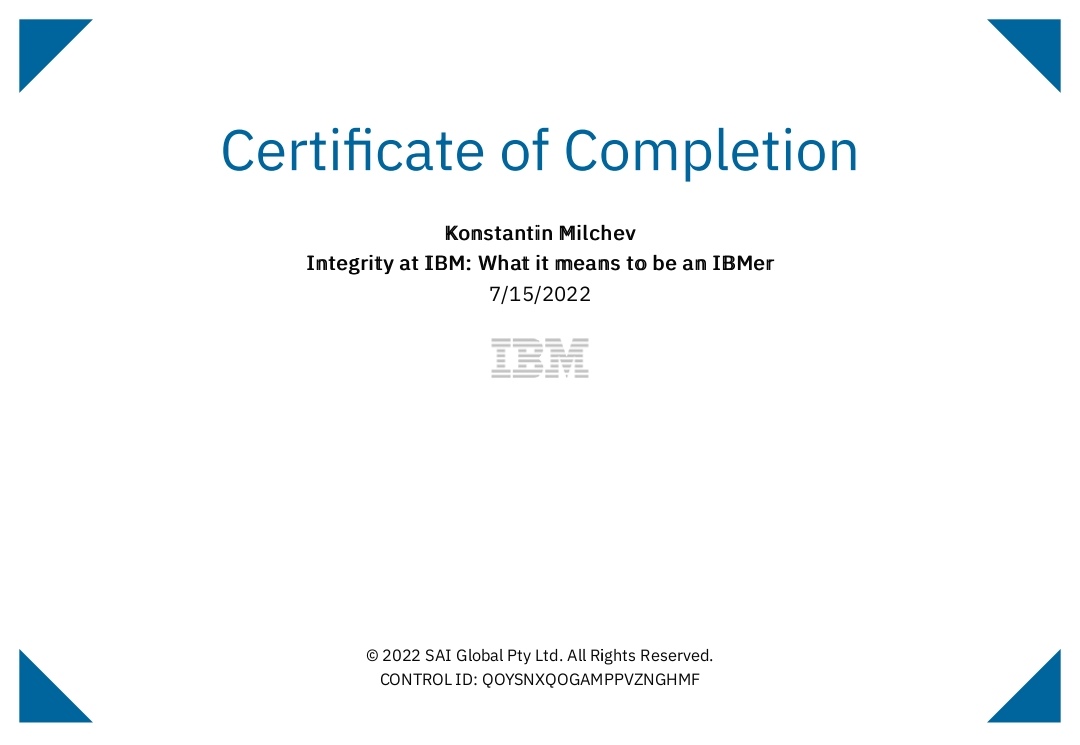 Certificate of Completion
Konstantin Milchev
Integrity at IBM: What it means to be an IBMer
7/15/2022
IBM
© 2022 SAI Global Pty Ltd. All Rights Reserved.
CONTROL ID: QOYSNXQOGAMPPVZNGHMF